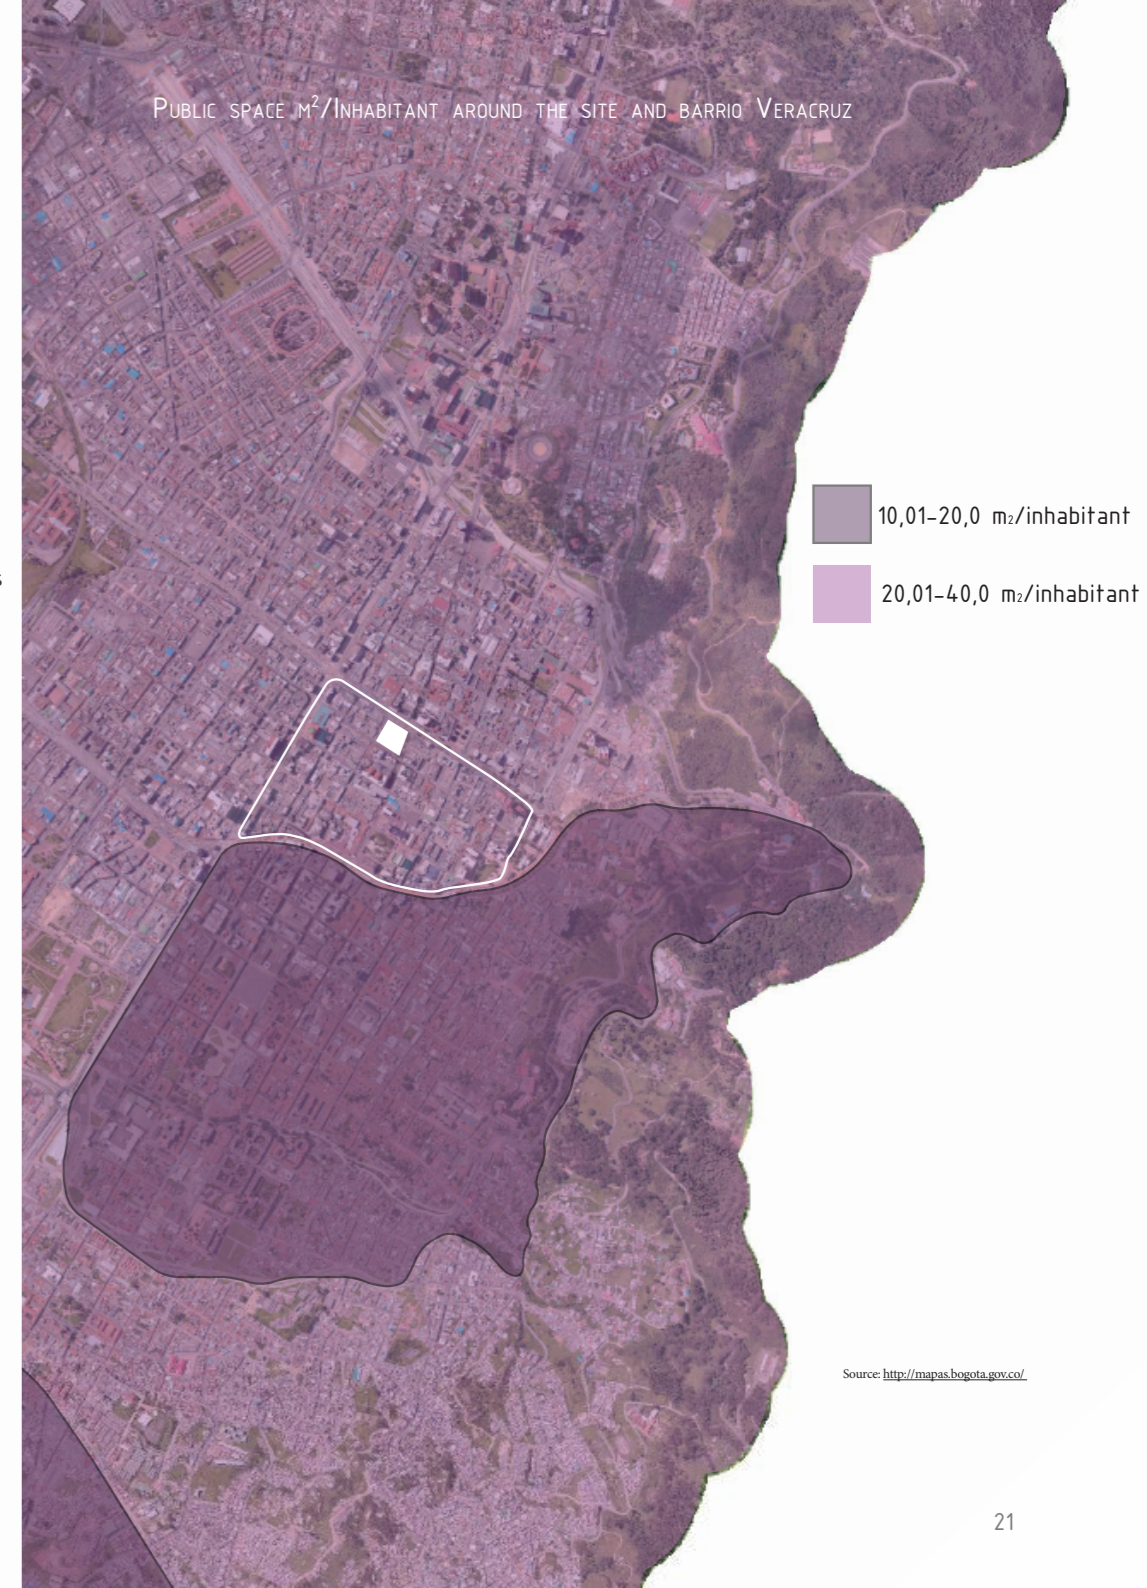 Public space m²/Inhabitant around the site and barrio Veracruz
10,01-20,0 m₂/inhabitant
s
20,01-40,0 m₂/inhabitant
Source: http://mapas.bogota.gov.co/
21